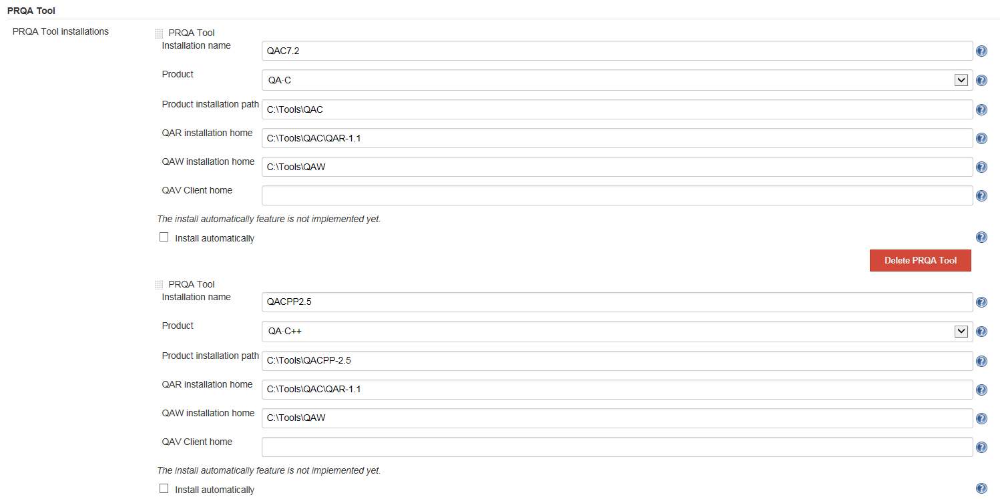 PRQA Tool
PRQA Tool installations
PRQA Tool
Installation name
QAC7.2
Product
QA·C
Product installation path
C:\Tools\QAC
QAR installation home
C:\Tools\QAC\QAR-1.1
QAW installation home
C:\Tools\QAW
QAV Client home
The install automatically feature is not implemented yet.
Install automatically
Delete PRQA Tool
PRQA Tool
Installation name
QACPP2.5
Product
QA·C++
Product installation path
C:\Tools\QACPP-2.5
QAR installation home
C:\Tools\QAC\QAR-1.1
QAW installation home
C:\Tools\QAW
QAV Client home
The install automatically feature is not implemented yet.
Install automatically